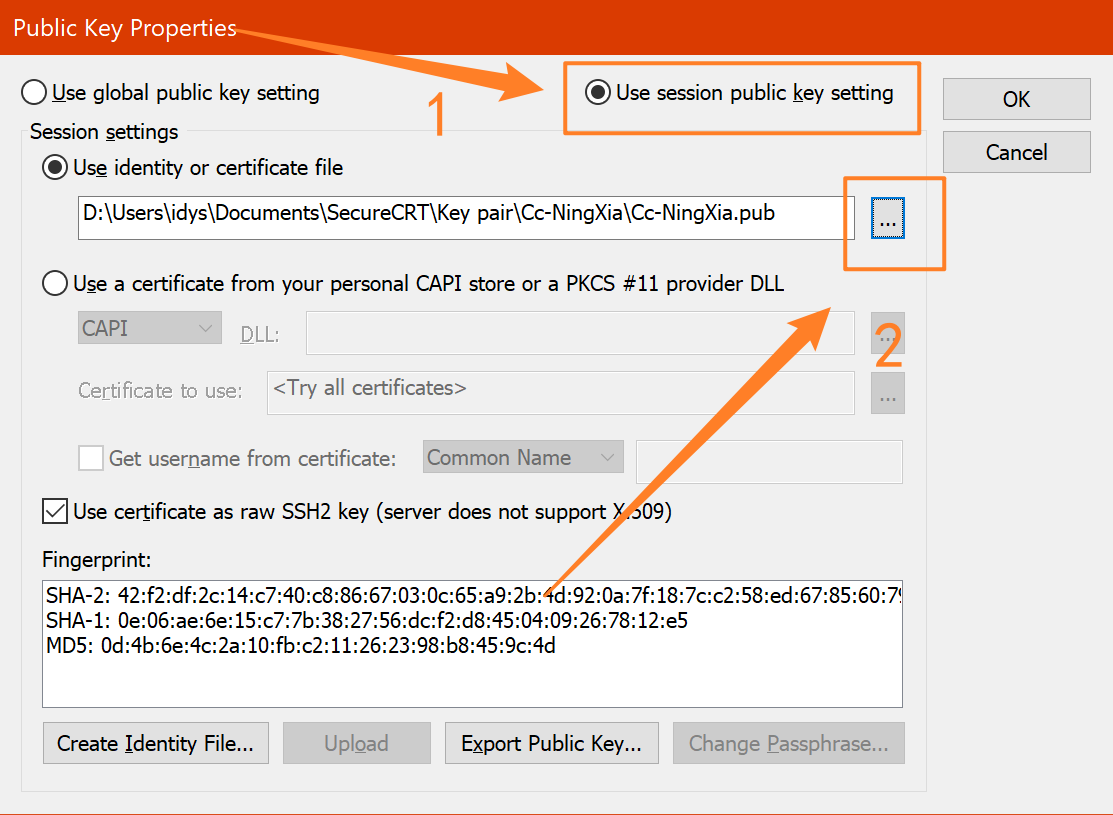 Public Key Properties
Use global public key setting
Use session public key setting
OK
1
Session settings
Cancel
Use identity or certificate file
D:\Users\idys\Documents\SecureCRT\Key pair\Cc-NingXia\Cc-NingXia.pub
...
Use a certificate from your personal CAPI store or a PKCS #11 provider DLL
CAPI
DLL:
...
2
Certificate to use:
<Try all certificates>
...
Get username from certificate:
Common Name
Use certificate as raw SSH2 key (server does not support X.509)
Fingerprint:
SHA-2: 42:f2:df:2c:14:c7:40:c8:86:67:03:0c:65:a9:2b:4d:92:0a:7f:18:7c:c2:58:ed:67:85:60:79
SHA-1: 0e:06:ae:6e:15:c7:7b:38:27:56:dc:f2:d8:45:04:09:26:78:12:e5
MD5: 0d:4b:6e:4c:2a:10:fb:c2:11:26:23:98:b8:45:9c:4d
Create Identity File...
Upload
Export Public Key...
Change Passphrase...